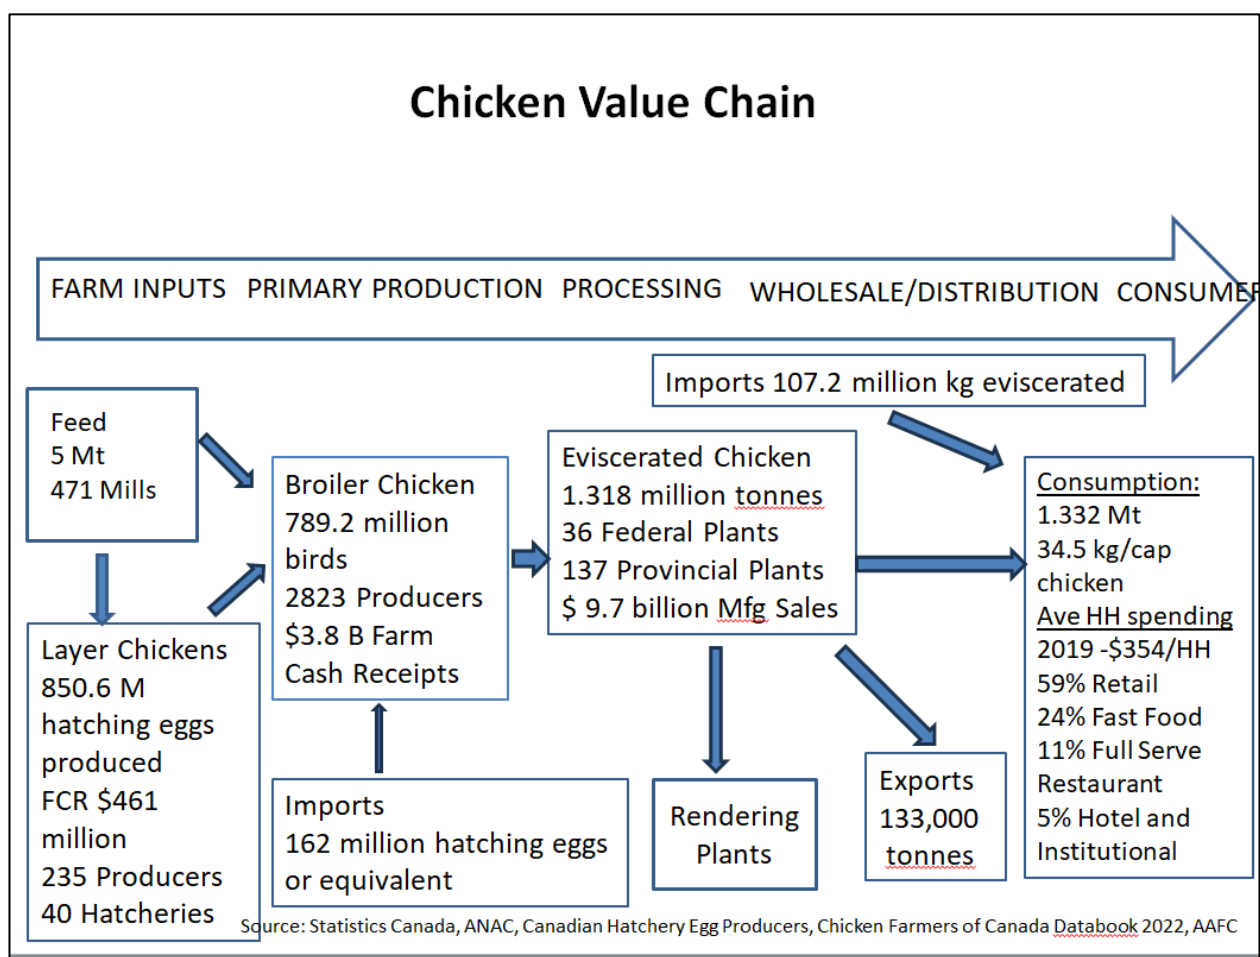 Chicken Value Chain
FARM INPUTS PRIMARY PRODUCTION PROCESSING WHOLESALE/DISTRIBUTION CONSUMER
Imports 107.2 million kg eviscerated
Feed
5 Mt
471 Mills
Broiler Chicken
789.2 million
birds
2823 Producers
$3.8 B Farm
Cash Receipts
Eviscerated Chicken
1.318 million tonnes
36 Federal Plants
137 Provincial Plants
$ 9.7 billion Mfg Sales
Consumption:
1.332 Mt
34.5 kg/cap
chicken
Ave HH spending
2019 -$354/HH
59% Retail
24% Fast Food
11% Full Serve
Restaurant
5% Hotel and
Institutional
Layer Chickens
850.6 M
hatching eggs
produced
FCR $461
million
235 Producers
40 Hatcheries
Imports
162 million hatching eggs
or equivalent
Rendering
Plants
Exports
133,000
tonnes
Source: Statistics Canada, ANAC, Canadian Hatchery Egg Producers, Chicken Farmers of Canada Databook 2022, AAFC